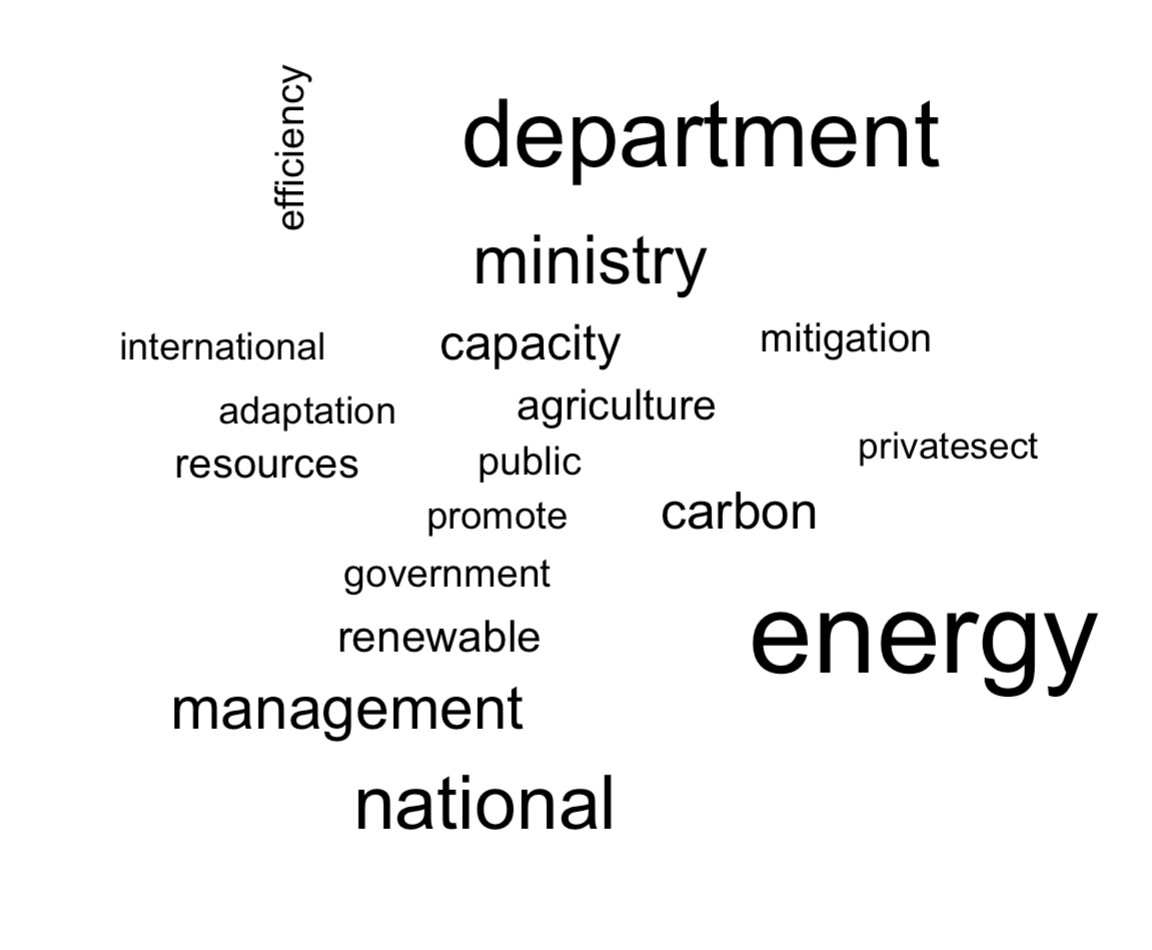 efficiency
department
ministry
international capacity mitigation
adaptation agriculture
resources public privatesect
promote carbon
government
renewable energy
management
national